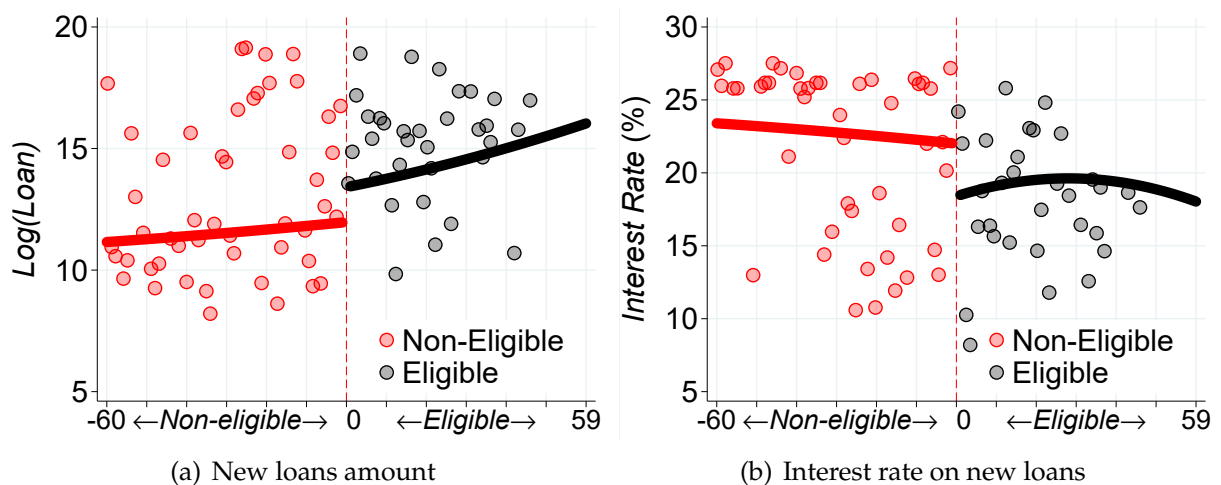 20
15
10
5
Log(Loan)
Non-Eligible
Eligible
-60 ←Non-eligible→ 0 ←Eligible→ 59
(a) New loans amount
30
25
20
15
10
5
Interest Rate (%)
Non-Eligible
Eligible
-60 ←Non-eligible→ 0 ←Eligible→ 59
(b) Interest rate on new loans